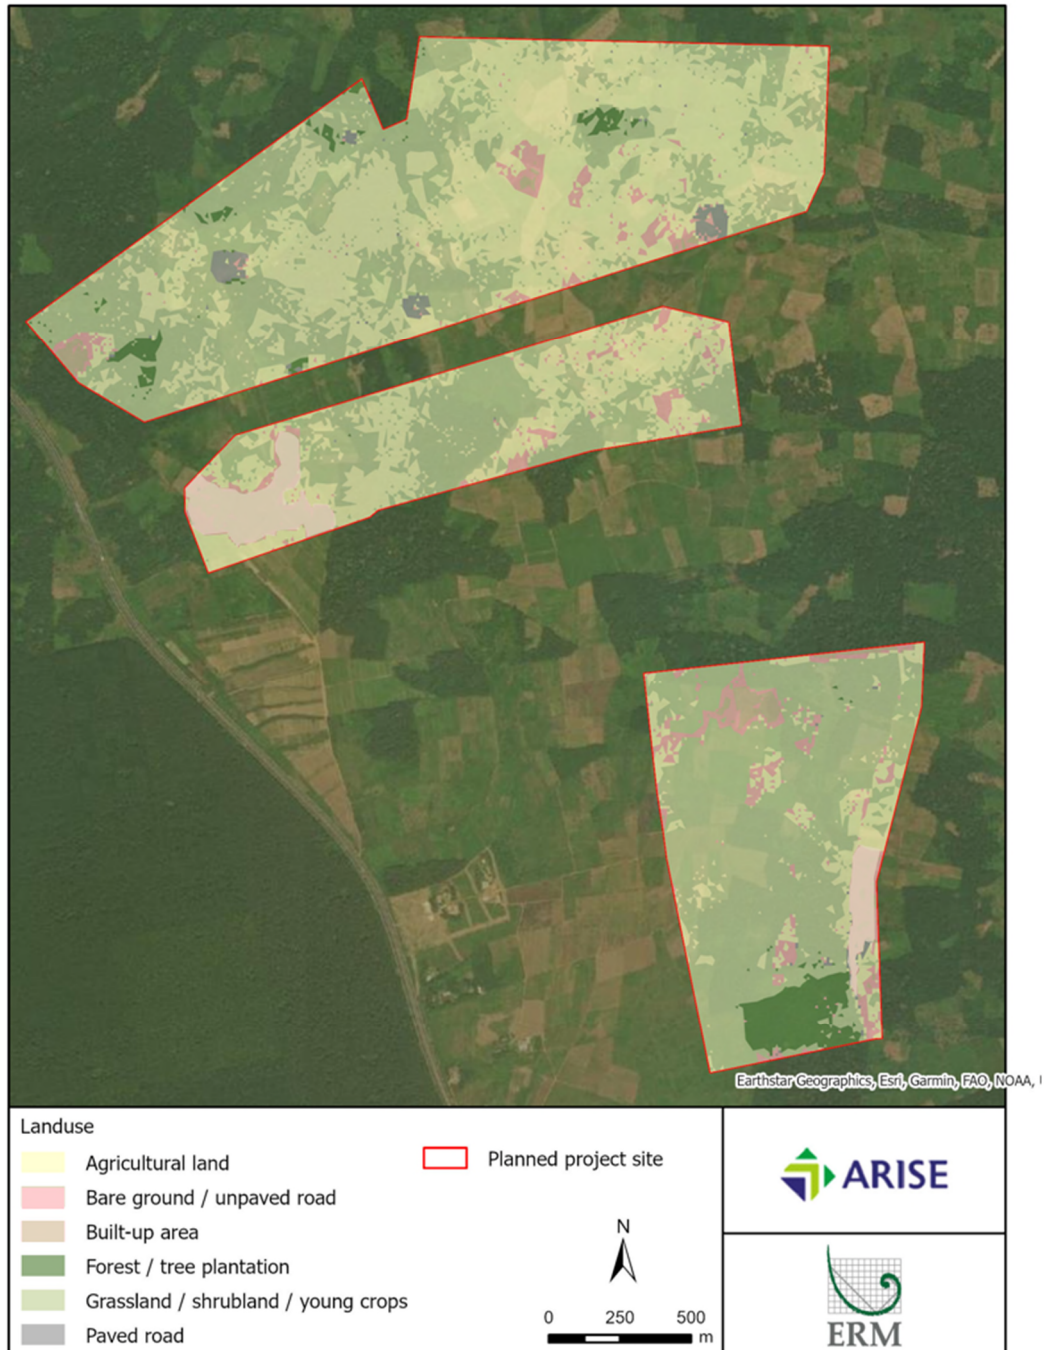 Earthstar Geographics, Esri, Garmin, FAO, NOAA,
Landuse
Agricultural land
Bare ground / unpaved road
Built-up area
Forest / tree plantation
Grassland / shrubland / young crops
Paved road
Planned project site
N
0 250 500
m
ARISE
ERM